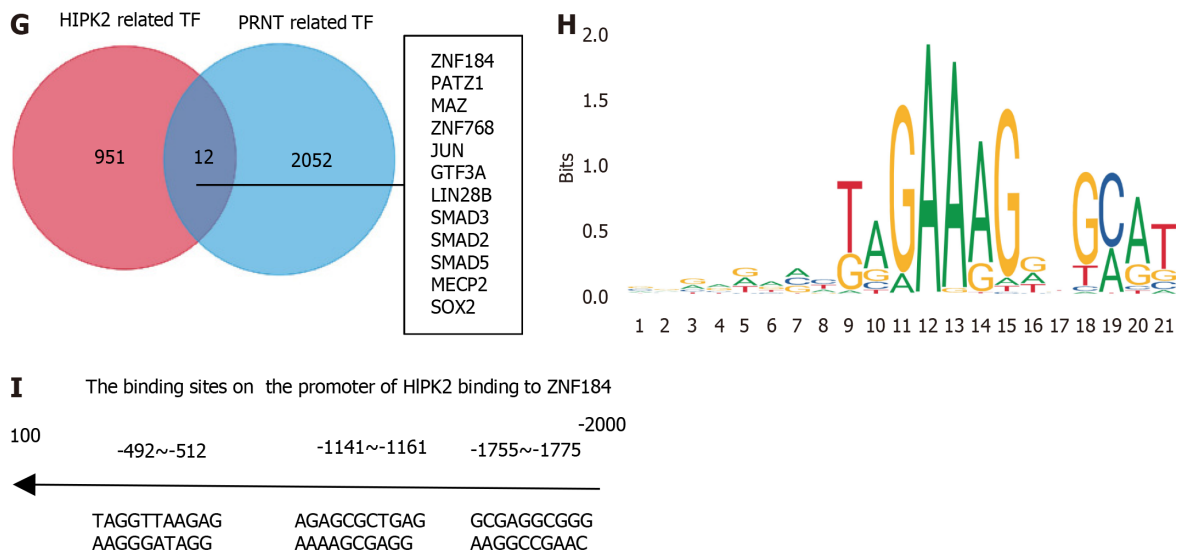 G
HIPK2 related TF
PRNT related TF
951
12
2052
ZNF184
PATZ1
MAZ
ZNF768
JUN
GTF3A
LIN28B
SMAD3
SMAD2
SMAD5
MECP2
SOX2
H
2.0
1.5
1.0
0.5
0.0
Bits
1 2 3 4 5 6 7 8 9 10 11 12 13 14 15 16 17 18 19 20 21
I
The binding sites on the promoter of HIPK2 binding to ZNF184
100
-2000
-492~-512
-1141~-1161
-1755~-1775
TAGGTTAAGAG
AAGGGATAGG
AGAGCGCTGAG
AAAAGCGAGG
GCGAGGCGGG
AAGGCCGAAC